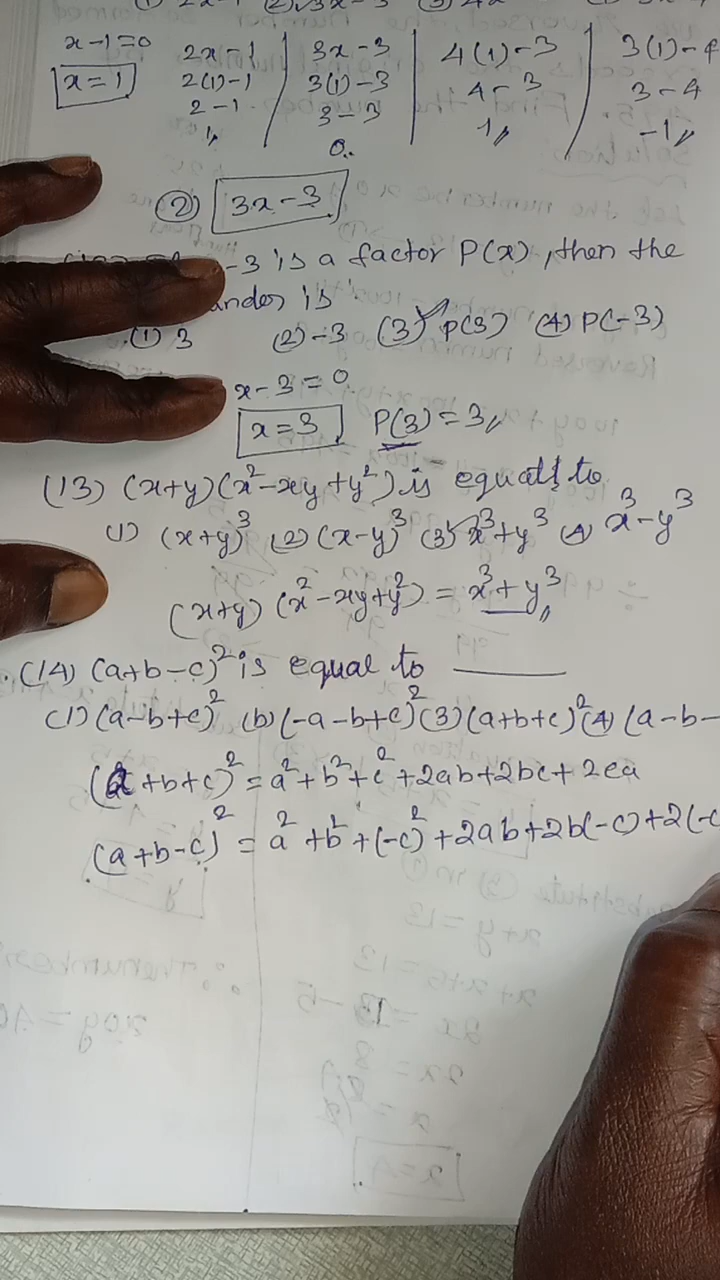 x-1=0 2x-1 3x-3 4(1)-3 3(1)-4
x=1 2(1)-1 3(1)-3 4-3 3-4
2-1 3-3 1,, -1,,
1,, 0..
(2) 3x-3
-3 is a factor P(x), then the
is
(1) 3 (2) -3 (3) P(3) (4) P(-3)
x-3=0
x=3 P(3)=3,,
(13) (x+y)(x²-xy+y²) is equal to
(1) (x+y)³ (2) (x-y)³ (3) x³+y³ (4) x³-y³
(x+y) (x²-xy+y²) = x³+y³,,
(14) (a+b-c)² is equal to ____
(1) (a-b+c)² (b) (-a-b+c)² (3) (a+b+c)² (4) (a-b-
(a+b+c)² = a²+b²+c²+2ab+2bc+2ca
(a+b-c)² = a²+b²+(-c)²+2ab+2b(-c)+2(-c